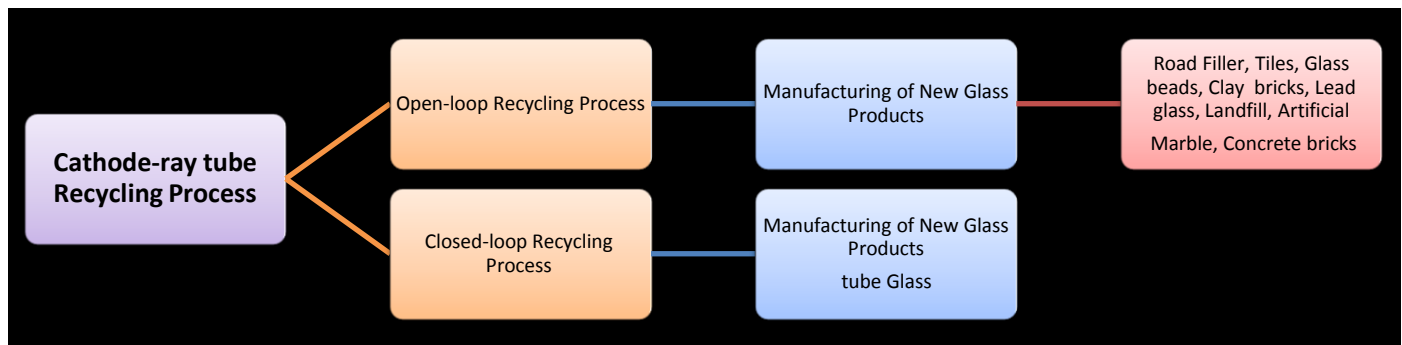 Cathode-ray tube
Recycling Process
Open-loop Recycling Process
Manufacturing of New Glass
Products
Road Filler, Tiles, Glass
beads, Clay bricks, Lead
glass, Landfill, Artificial
Marble, Concrete bricks
Closed-loop Recycling
Process
Manufacturing of New Glass
Products
tube Glass